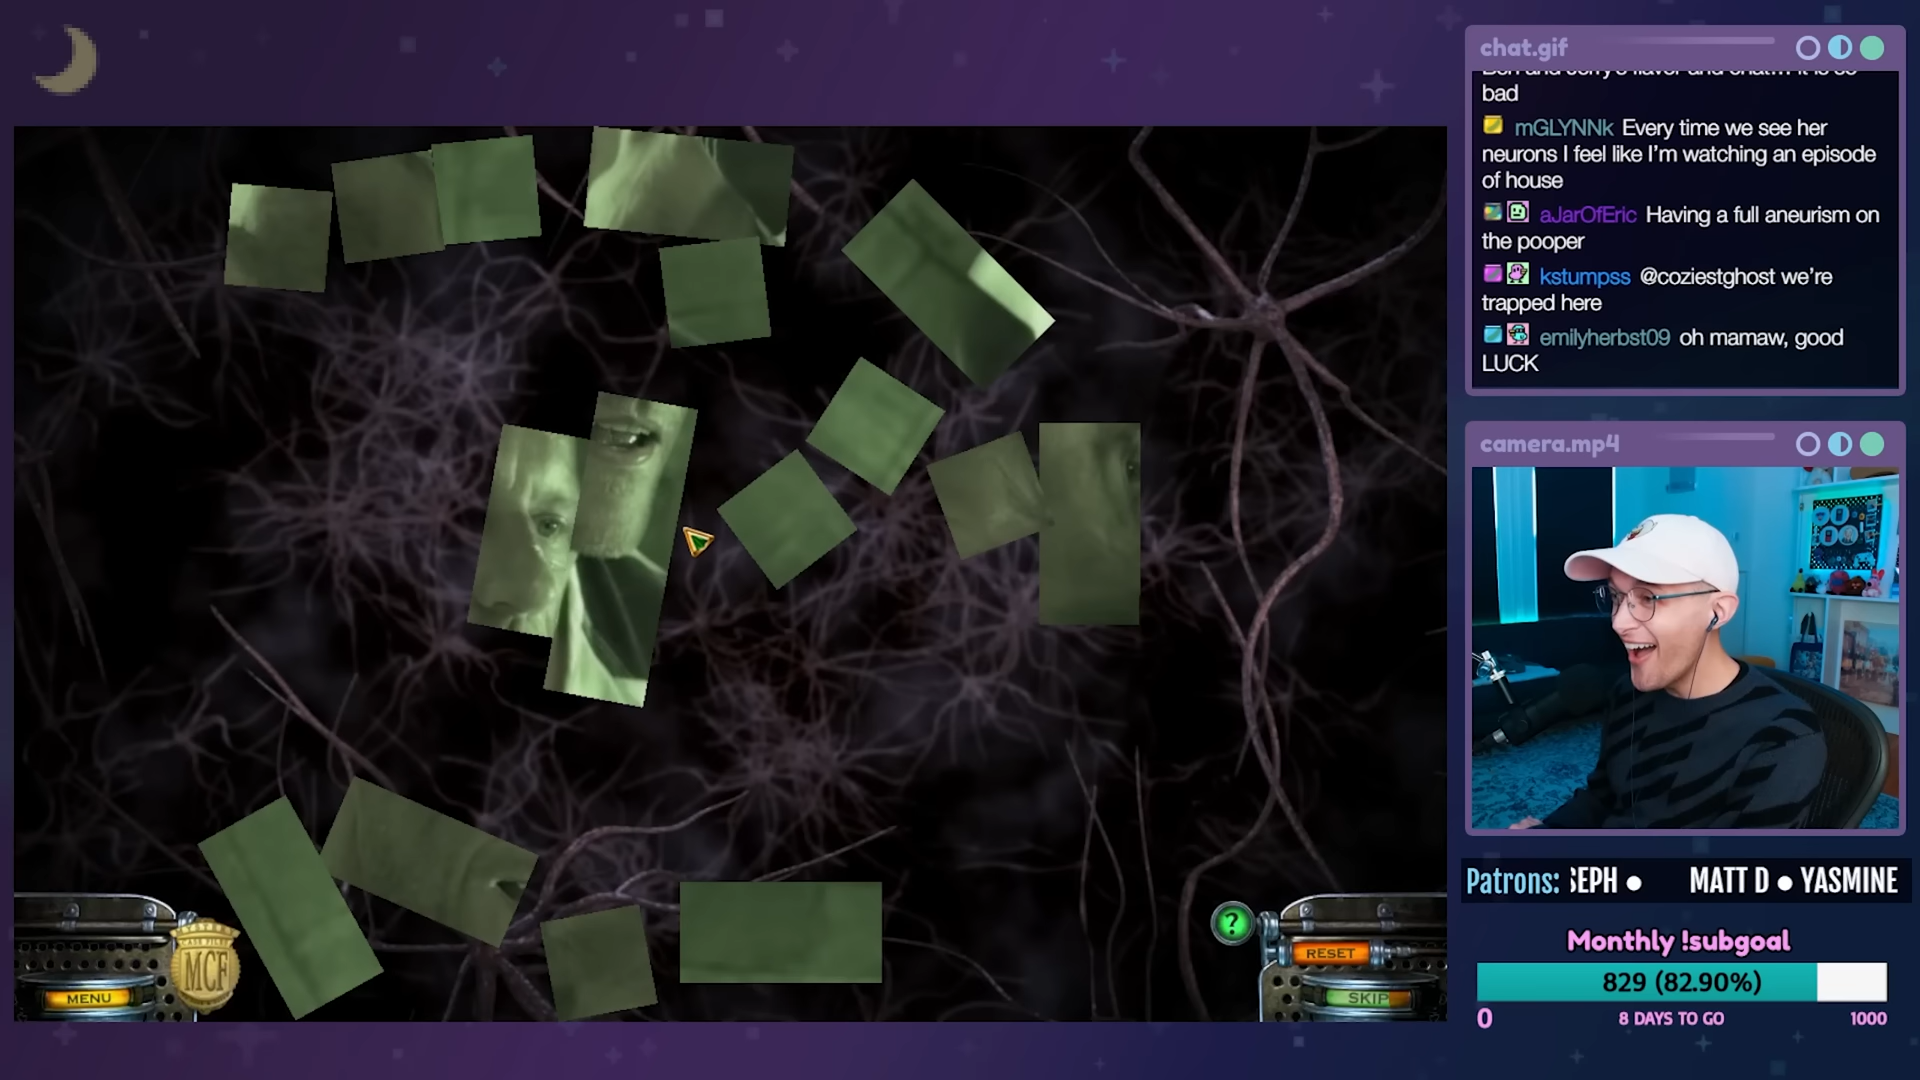 chat.gif
bad
mGLYNNk Every time we see her
neurons I feel like I'm watching an episode
of house
aJarOfEric Having a full aneurism on
the pooper
kstumpss @coziestghost we're
trapped here
emilyherbst09 oh mamaw, good
LUCK
camera.mp4
MCF
MENU
?
RESET
SKIP
Patrons: SEPH ● MATT D ● YASMINE
Monthly !subgoal
829 (82.90%)
0 8 DAYS TO GO 1000